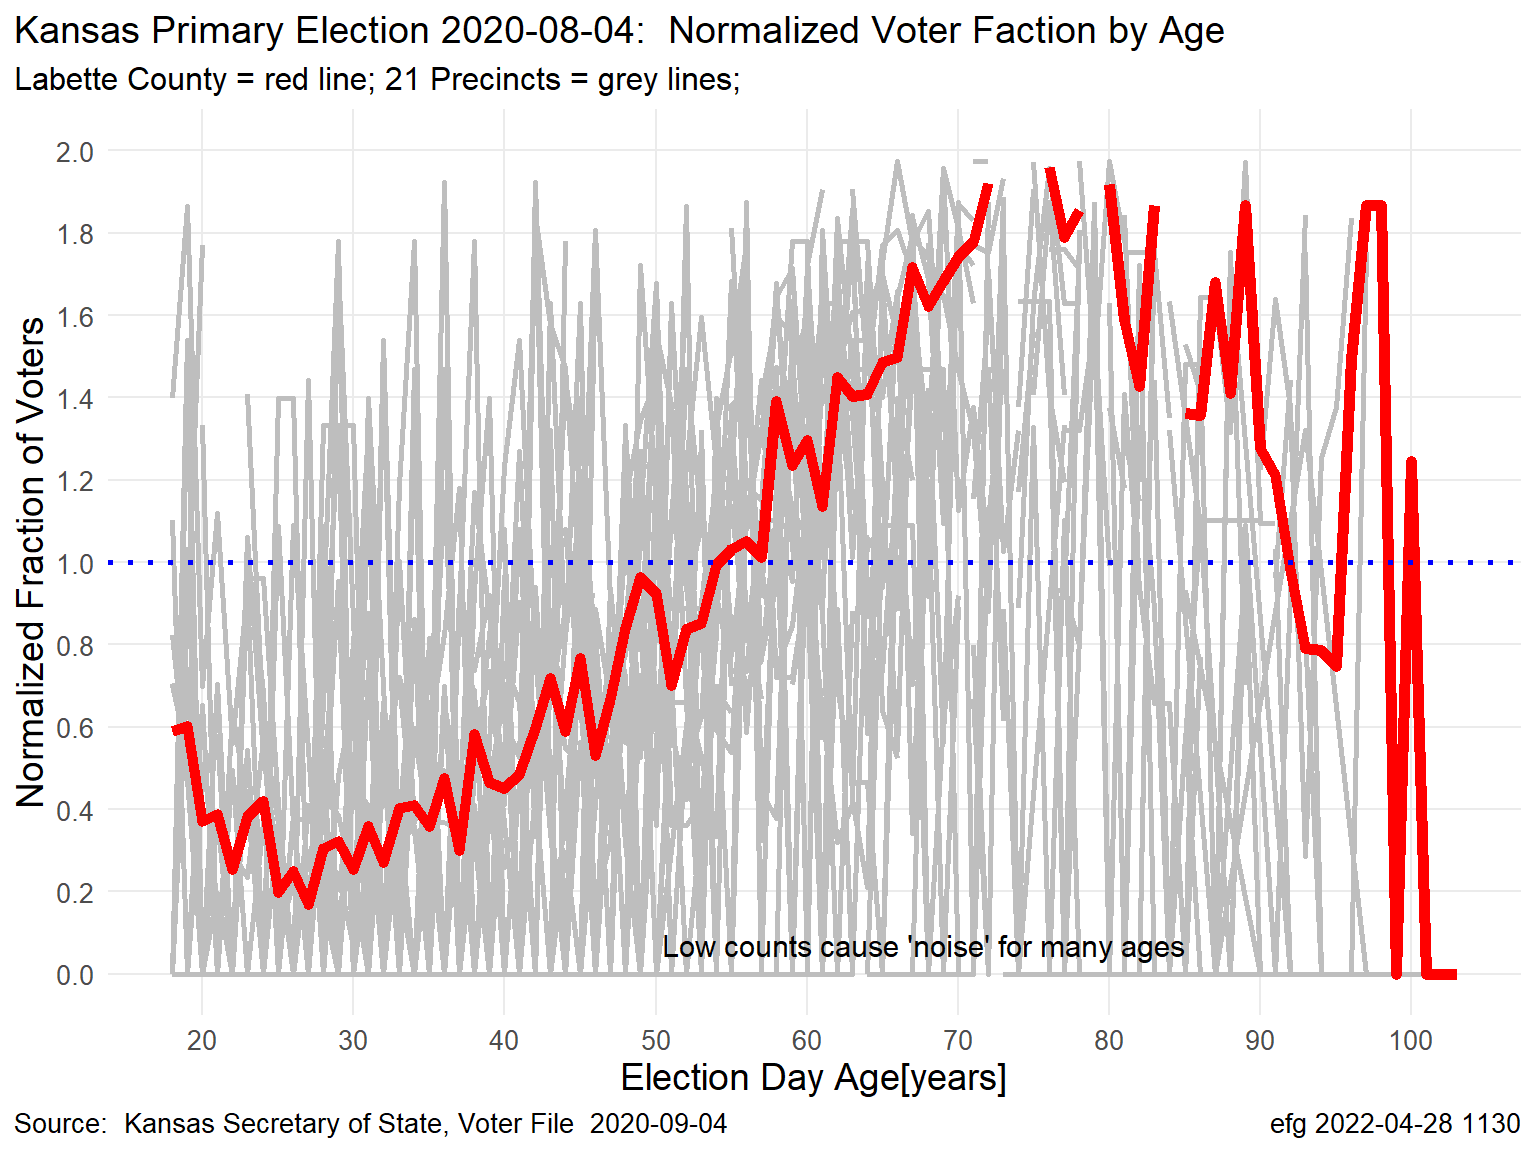 Kansas Primary Election 2020-08-04:  Normalized Voter Faction by Age
Labette County = red line; 21 Precincts = grey lines;
Normalized Fraction of Voters
2.0
1.8
1.6
1.4
1.2
1.0
0.8
0.6
0.4
0.2
0.0
Low counts cause 'noise' for many ages
20 30 40 50 60 70 80 90 100
Election Day Age[years]
Source:  Kansas Secretary of State, Voter File  2020-09-04
efg 2022-04-28 1130